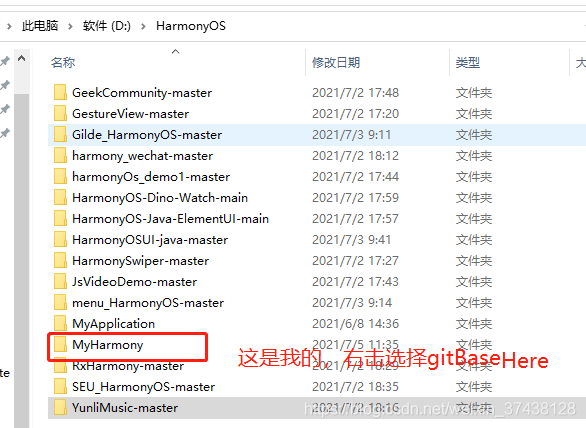 此电脑 > 软件 (D:) > HarmonyOS
名称 修改日期 类型 大
GeekCommunity-master 2021/7/2 17:48 文件夹
GestureView-master 2021/7/2 17:20 文件夹
Gilde_HarmonyOS-master 2021/7/3 9:11 文件夹
harmony_wechat-master 2021/7/2 18:12 文件夹
harmonyOs_demo1-master 2021/7/2 17:44 文件夹
HarmonyOS-Dino-Watch-main 2021/7/2 17:59 文件夹
HarmonyOS-Java-ElementUI-main 2021/7/2 17:57 文件夹
HarmonyOSUI-java-master 2021/7/3 9:41 文件夹
HarmonySwiper-master 2021/7/2 17:27 文件夹
JsVideoDemo-master 2021/7/2 17:43 文件夹
menu_HarmonyOS-master 2021/7/3 9:14 文件夹
MyApplication 2021/6/8 14:36 文件夹
MyHarmony 2021/7/5 11:35 文件夹
这是我的，右击选择gitBaseHere
RxHarmony-master 2021/7/2 文件夹
SEU_HarmonyOS-master 2021/7/2 18:35 文件夹
YunliMusic-master 2021/7/2 18:16 文件夹
te